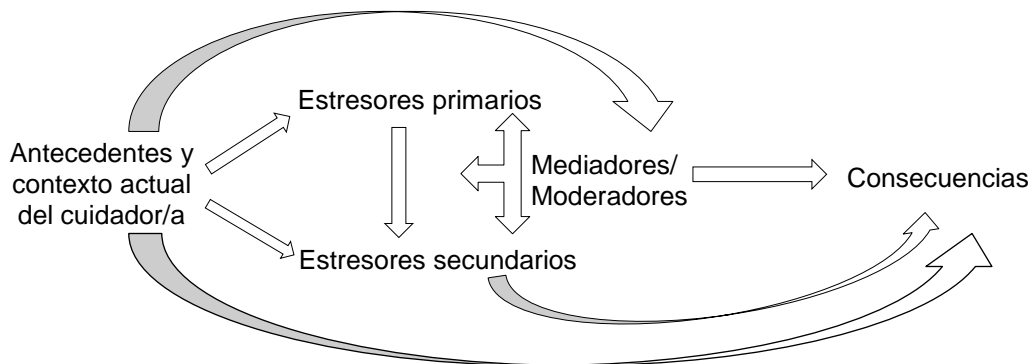 Estresores primarios
Antecedentes y
contexto actual
del cuidador/a
Mediadores/
Moderadores
Consecuencias
Estresores secundarios